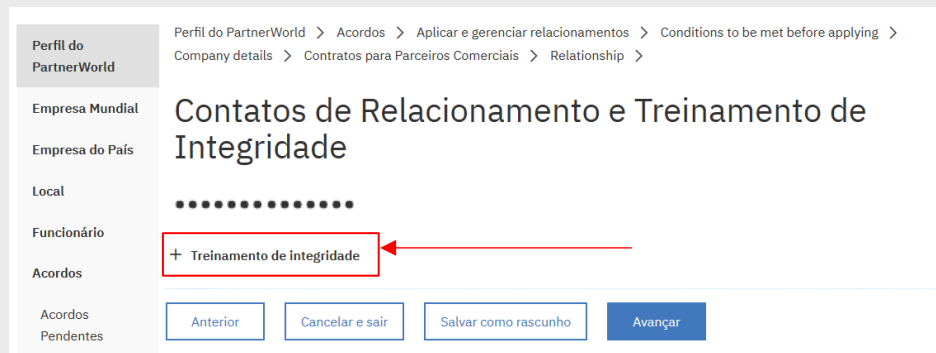 Perfil do PartnerWorld > Acordos > Aplicar e gerenciar relacionamentos > Conditions to be met before applying >
Company details > Contratos para Parceiros Comerciais > Relationship >
Perfil do
PartnerWorld
Empresa Mundial
Empresa do País
Local
Funcionário
Acordos
Acordos
Pendentes
Contatos de Relacionamento e Treinamento de
Integridade
+ Treinamento de integridade
Anterior
Cancelar e sair
Salvar como rascunho
Avançar